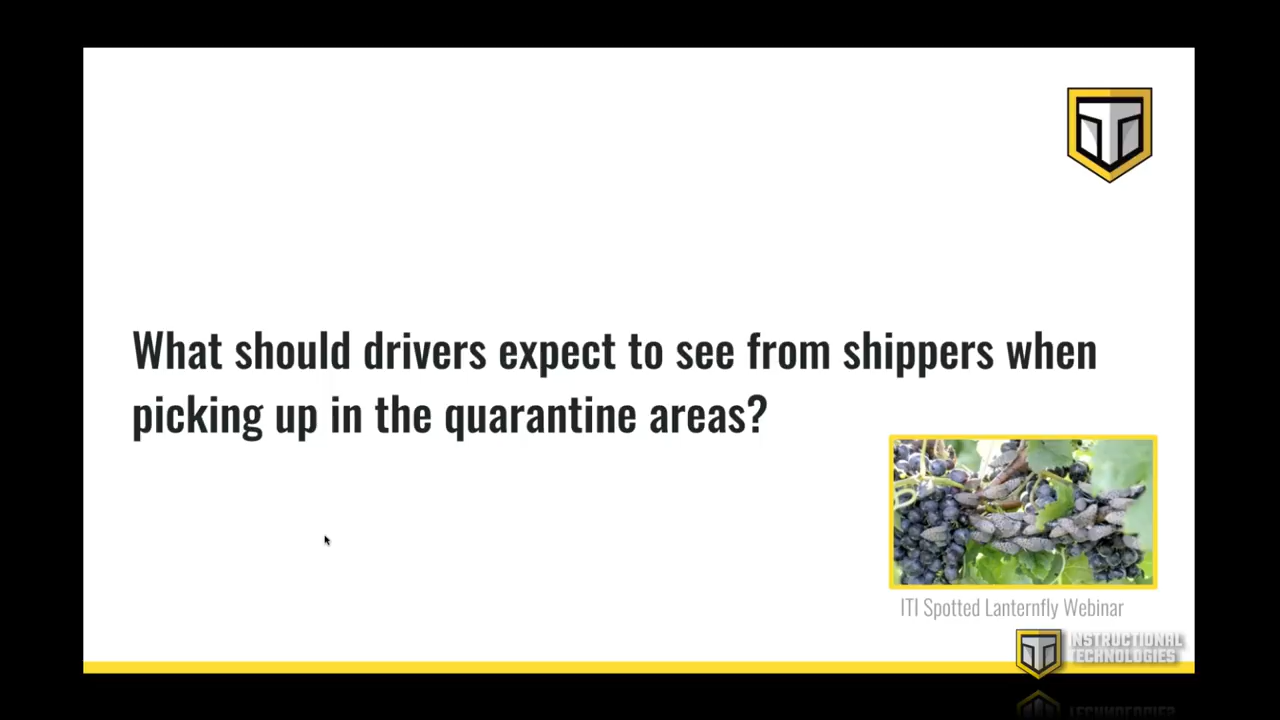 What should drivers expect to see from shippers when
picking up in the quarantine areas?
ITI Spotted Lanternfly Webinar
INSTRUCTIONAL
TECHNOLOGIES